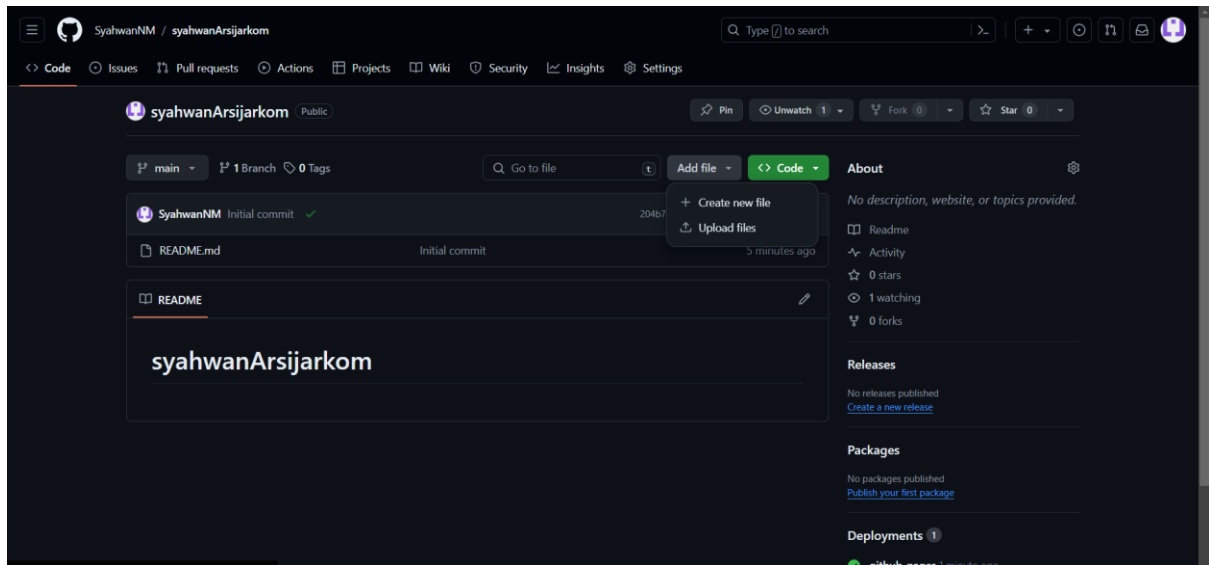 SyahwanNM / syahwanArsijarkom
Type / to search
Code Issues Pull requests Actions Projects Wiki Security Insights Settings
syahwanArsijarkom Public
Pin Unwatch 1 Fork 0 Star 0
main 1 Branch 0 Tags
Go to file t
Add file Code
Create new file
Upload files
SyahwanNM Initial commit 204b7
README.md Initial commit 5 minutes ago
README
syahwanArsijarkom
About
No description, website, or topics provided.
Readme
Activity
0 stars
1 watching
0 forks
Releases
No releases published
Create a new release
Packages
No packages published
Publish your first package
Deployments 1